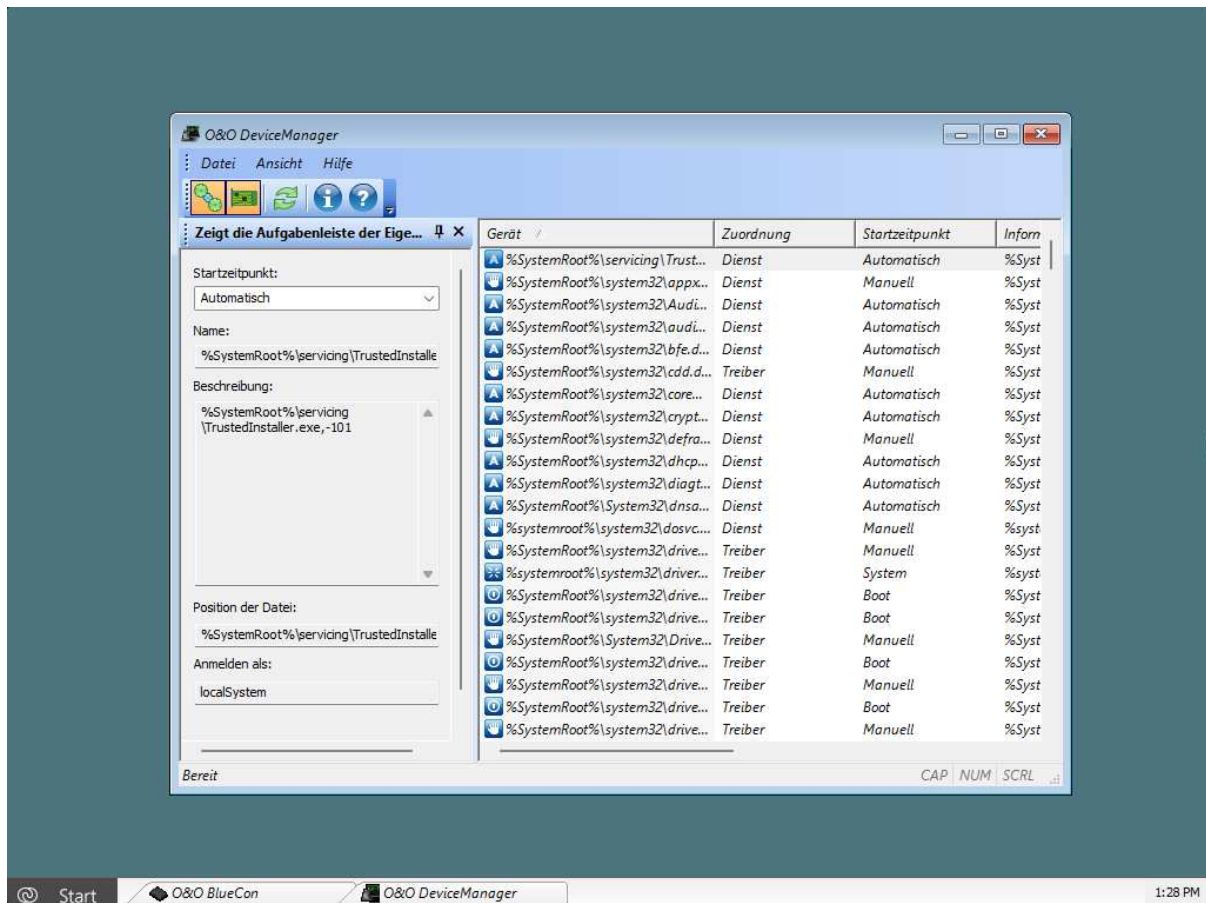 O&O DeviceManager
Datei Ansicht Hilfe
Zeigt die Aufgabenleiste der Eige...
Startzeitpunkt:
Automatisch
Name:
%SystemRoot%\servicing\TrustedInstalle
Beschreibung:
%SystemRoot%\servicing
\TrustedInstaller.exe,-101
Position der Datei:
%SystemRoot%\servicing\TrustedInstalle
Anmelden als:
localSystem
Gerät Zuordnung Startzeitpunkt Inform
%SystemRoot%\servicing\Trust... Dienst Automatisch %Syst
%SystemRoot%\system32\appx... Dienst Manuell %Syst
%SystemRoot%\system32\Audi... Dienst Automatisch %Syst
%SystemRoot%\system32\audi... Dienst Automatisch %Syst
%SystemRoot%\system32\bfe.d... Dienst Automatisch %Syst
%SystemRoot%\system32\cdd.d... Treiber Manuell %Syst
%SystemRoot%\system32\core... Dienst Automatisch %Syst
%SystemRoot%\system32\crypt... Dienst Automatisch %Syst
%SystemRoot%\system32\defra... Dienst Manuell %Syst
%SystemRoot%\system32\dhcp... Dienst Automatisch %Syst
%SystemRoot%\system32\diagt... Dienst Automatisch %Syst
%SystemRoot%\System32\dnsa... Dienst Automatisch %Syst
%systemroot%\system32\dosvc.... Dienst Manuell %syst
%SystemRoot%\system32\drive... Treiber Manuell %Syst
%systemroot%\system32\driver... Treiber System %syst
%SystemRoot%\system32\drive... Treiber Boot %Syst
%SystemRoot%\system32\drive... Treiber Boot %Syst
%SystemRoot%\System32\Drive... Treiber Manuell %Syst
%SystemRoot%\system32\drive... Treiber Boot %Syst
%SystemRoot%\system32\drive... Treiber Manuell %Syst
%SystemRoot%\system32\drive... Treiber Boot %Syst
%SystemRoot%\system32\drive... Treiber Manuell %Syst
Bereit CAP NUM SCRL
Start O&O BlueCon O&O DeviceManager 1:28 PM